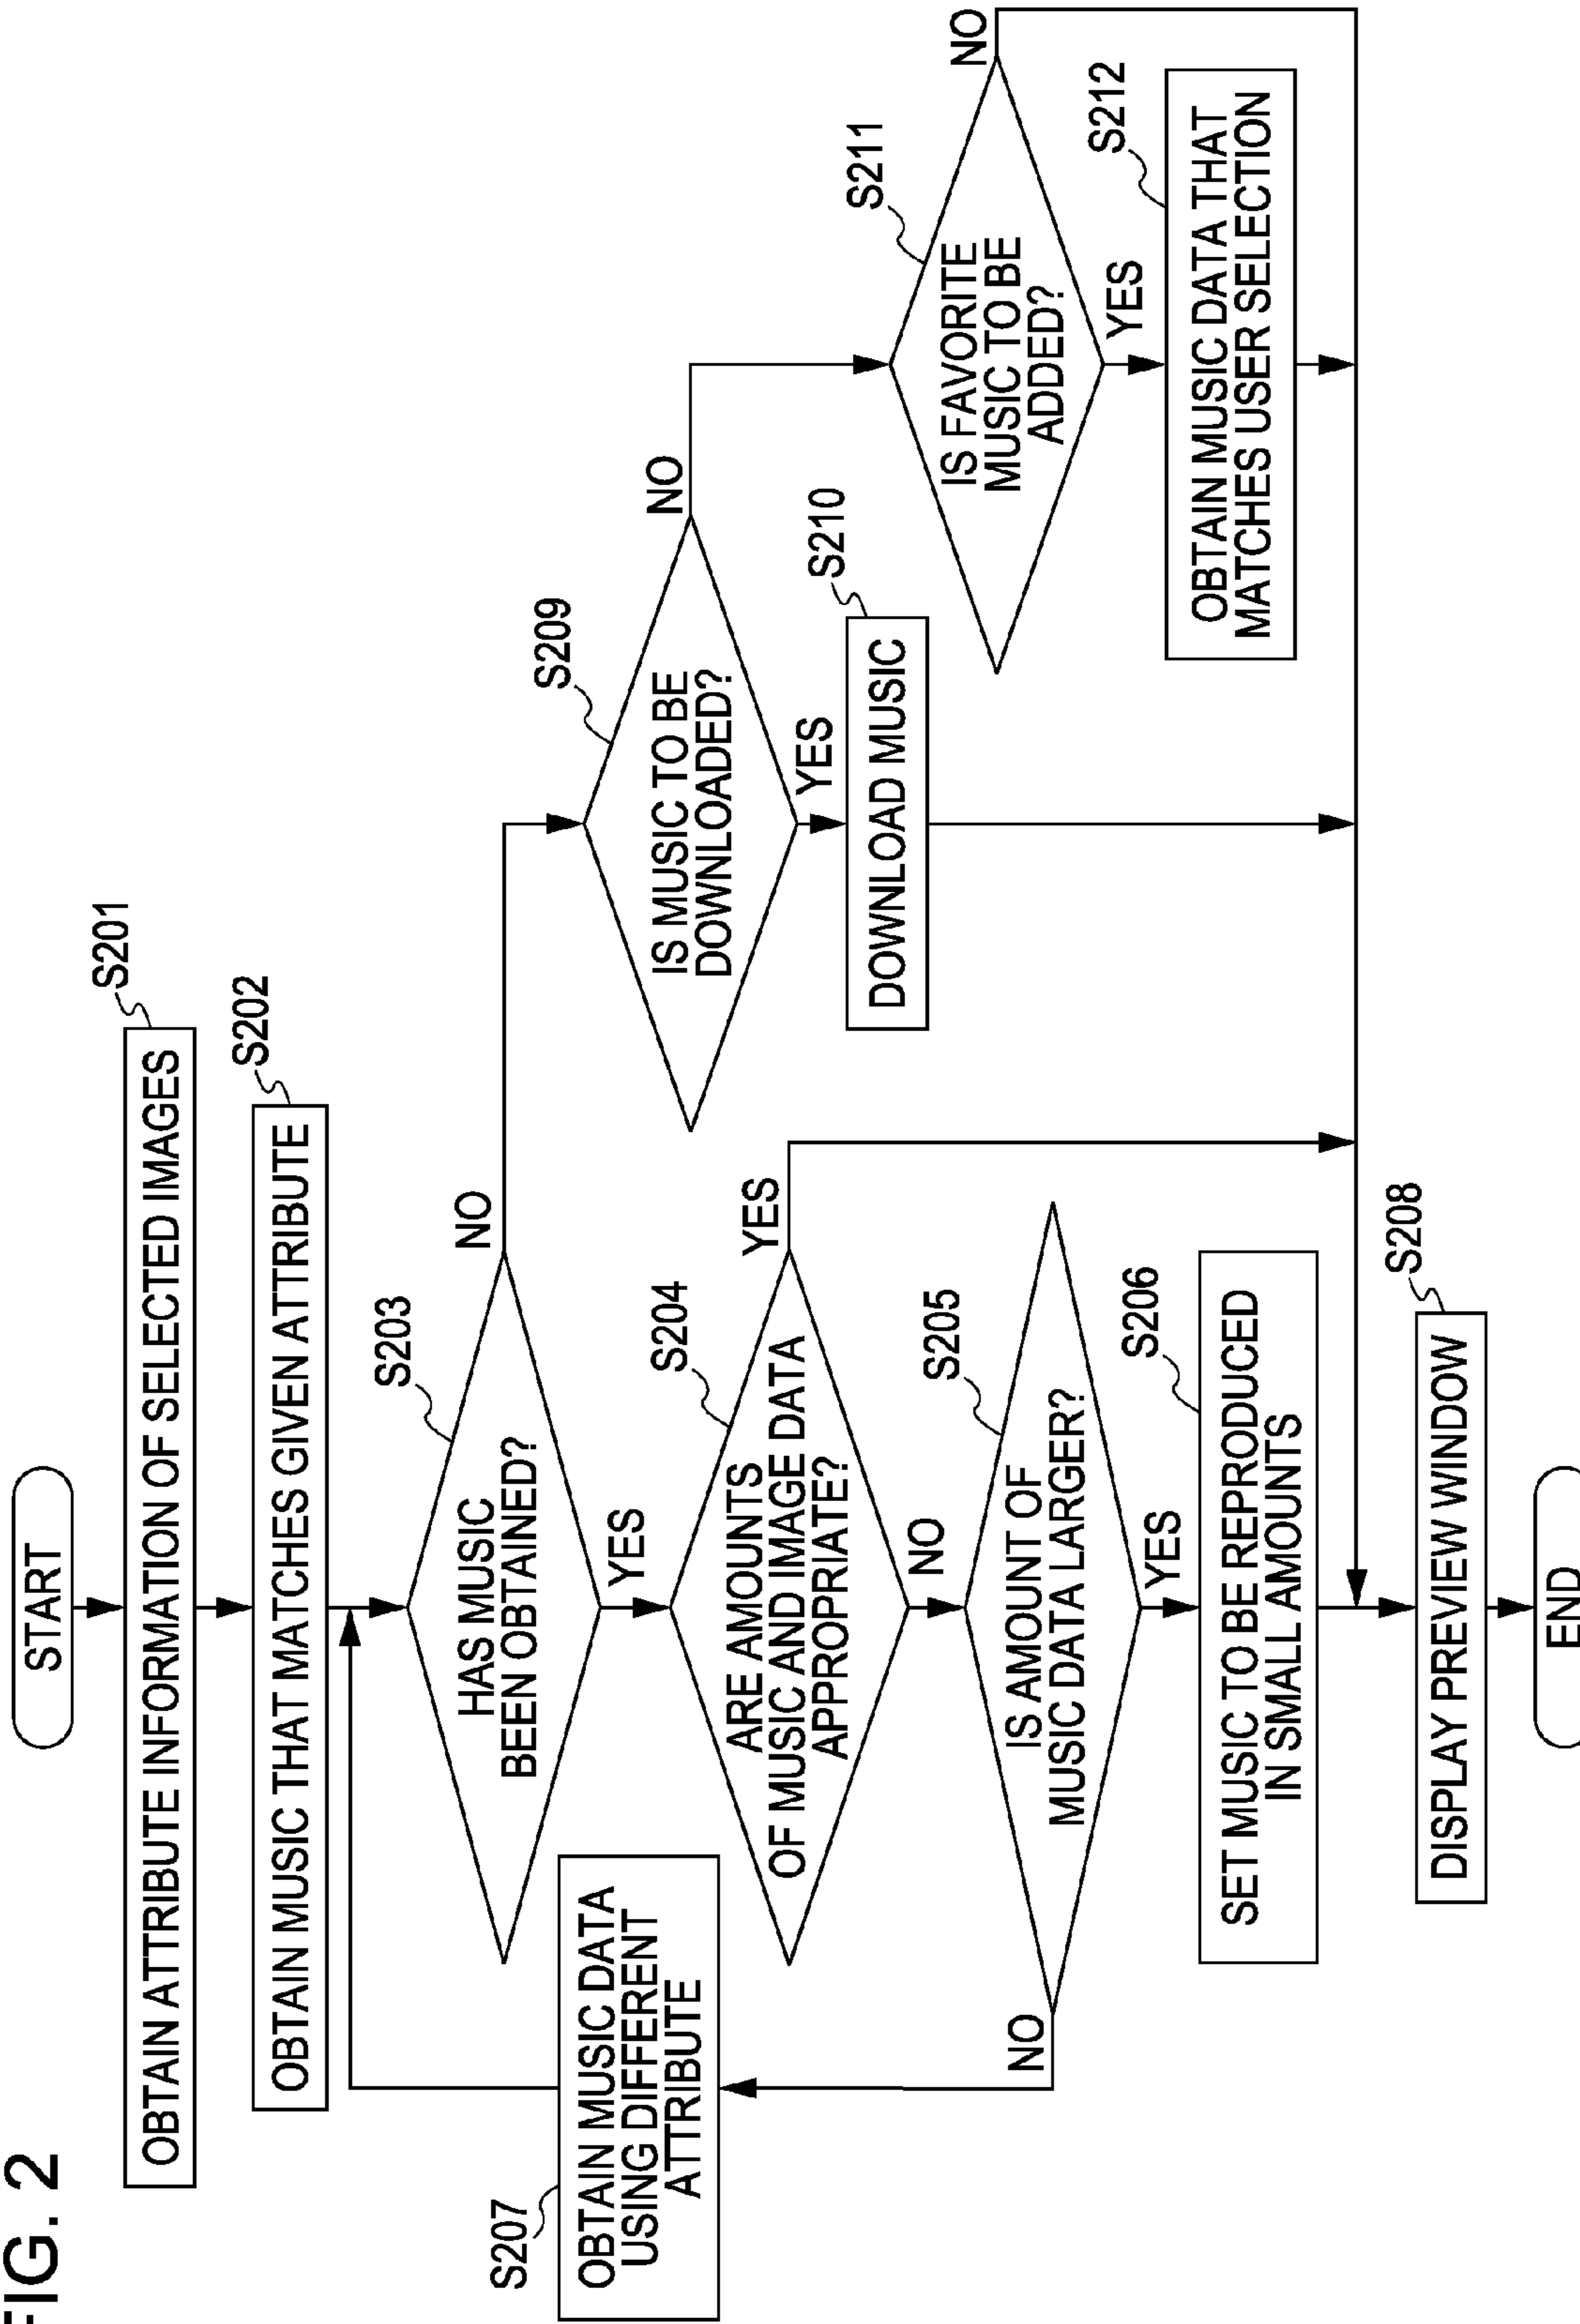 FIG. 2
START
S201
OBTAIN ATTRIBUTE INFORMATION OF SELECTED IMAGES
S202
OBTAIN MUSIC THAT MATCHES GIVEN ATTRIBUTE
S203
HAS MUSIC
BEEN OBTAINED?
NO
YES
S204
ARE AMOUNTS
OF MUSIC AND IMAGE DATA
APPROPRIATE?
YES
NO
S205
IS AMOUNT OF
MUSIC DATA LARGER?
NO
YES
S206
SET MUSIC TO BE REPRODUCED
IN SMALL AMOUNTS
S207
OBTAIN MUSIC DATA
USING DIFFERENT
ATTRIBUTE
S208
DISPLAY PREVIEW WINDOW
END
S209
IS MUSIC TO BE
DOWNLOADED?
NO
YES
S210
DOWNLOAD MUSIC
S211
IS FAVORITE
MUSIC TO BE
ADDED?
NO
YES
S212
OBTAIN MUSIC DATA THAT
MATCHES USER SELECTION